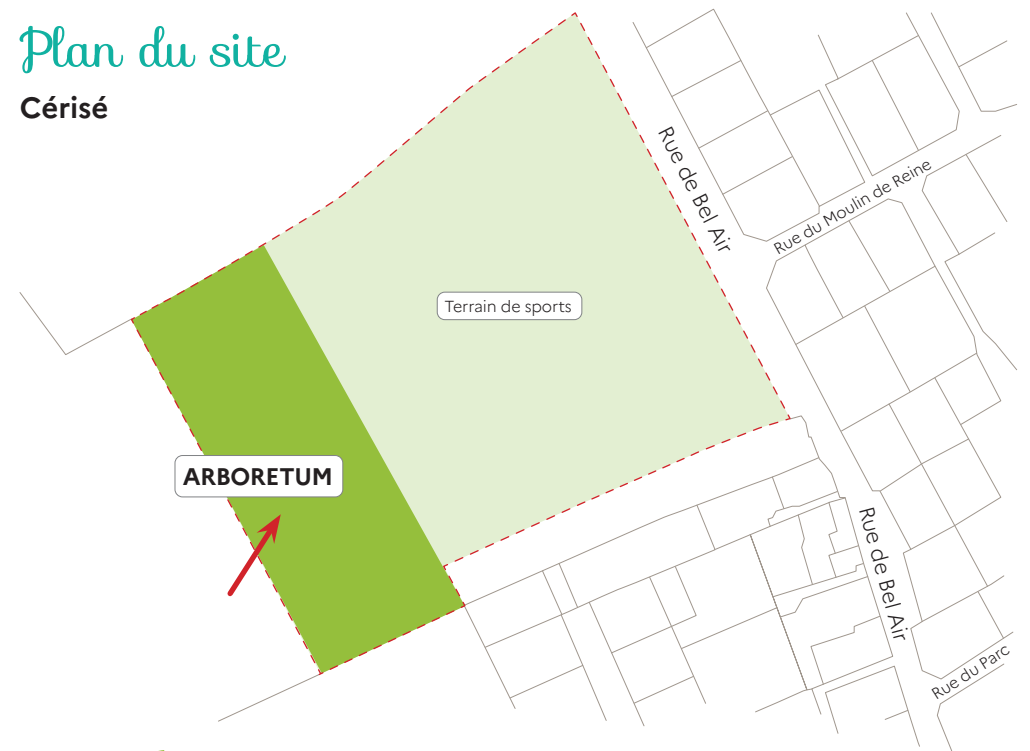 Plan du site
Cérisé
Rue de Bel Air
Rue du Moulin de Reine
Terrain de sports
ARBORETUM
Rue de Bel Air
Rue du Parc